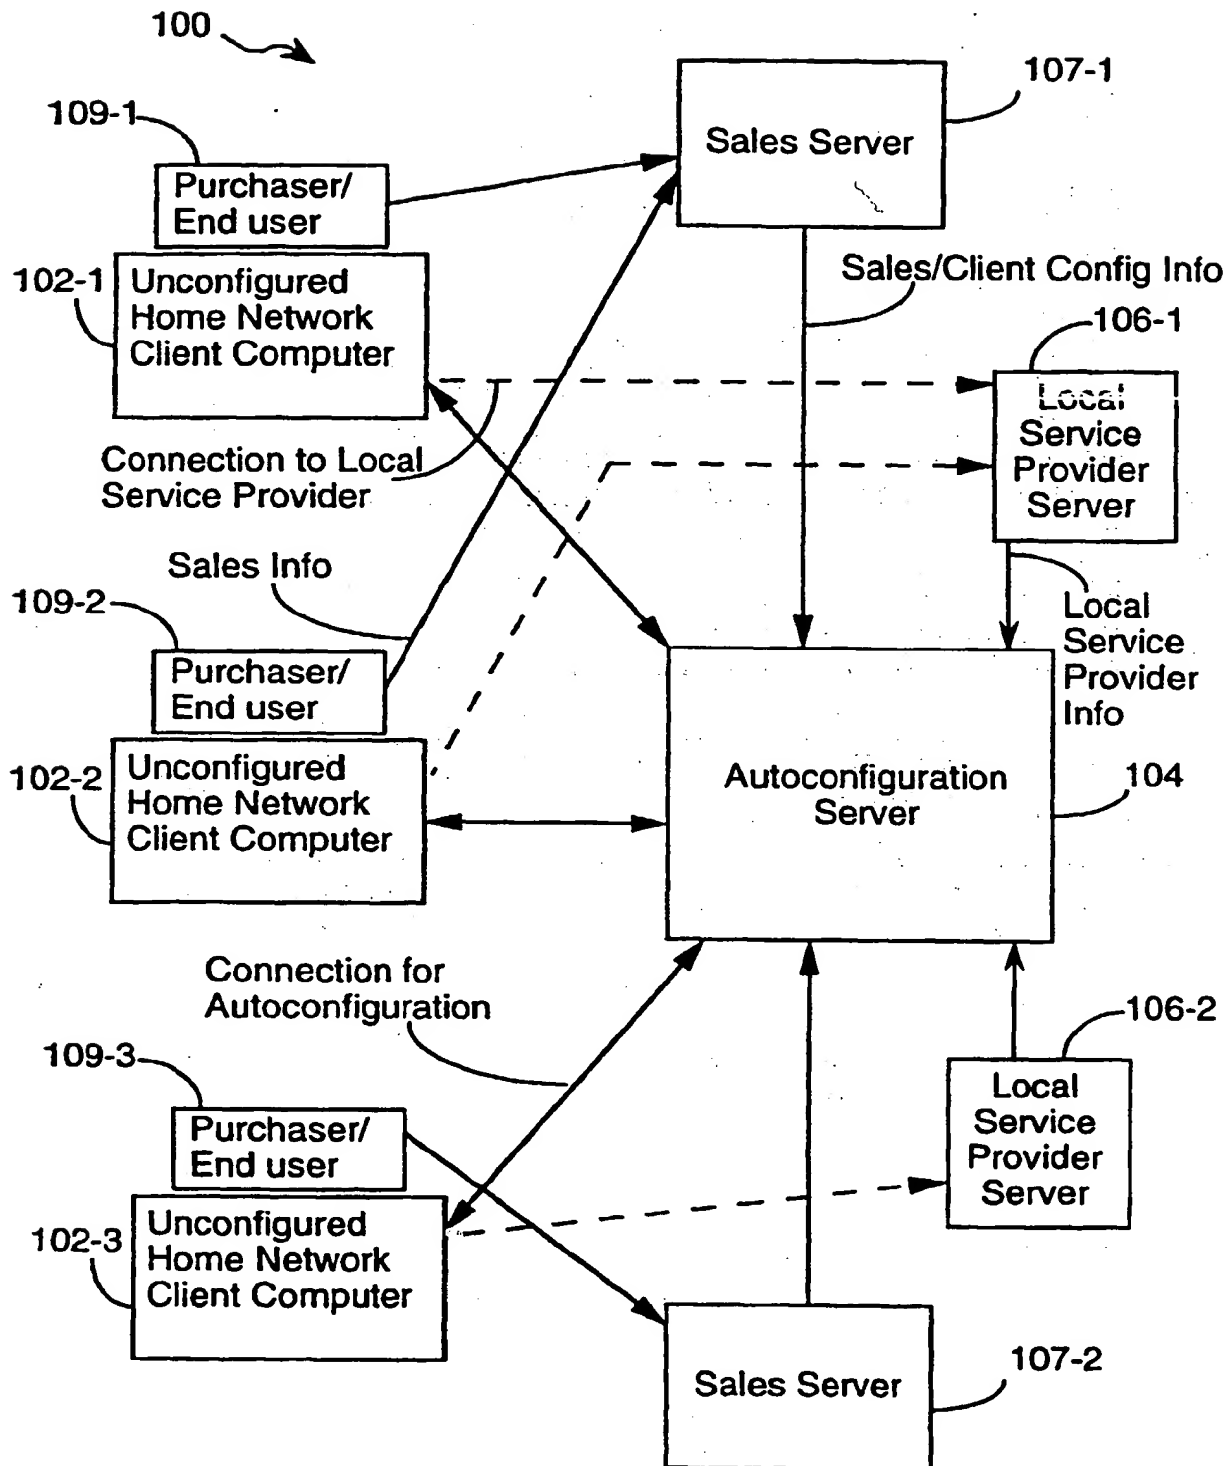 100
107-1
109-1
Sales Server
Purchaser/
End user
Sales/Client Config Info
102-1
Unconfigured
Home Network
Client Computer
106-1
Local
Service
Provider
Server
Connection to Local
Service Provider
Sales Info
109-2
Local
Service
Provider
Info
Purchaser/
End user
102-2
Unconfigured
Home Network
Client Computer
Autoconfiguration
Server
104
Connection for
Autoconfiguration
106-2
109-3
Local
Service
Provider
Server
Purchaser/
End user
102-3
Unconfigured
Home Network
Client Computer
107-2
Sales Server